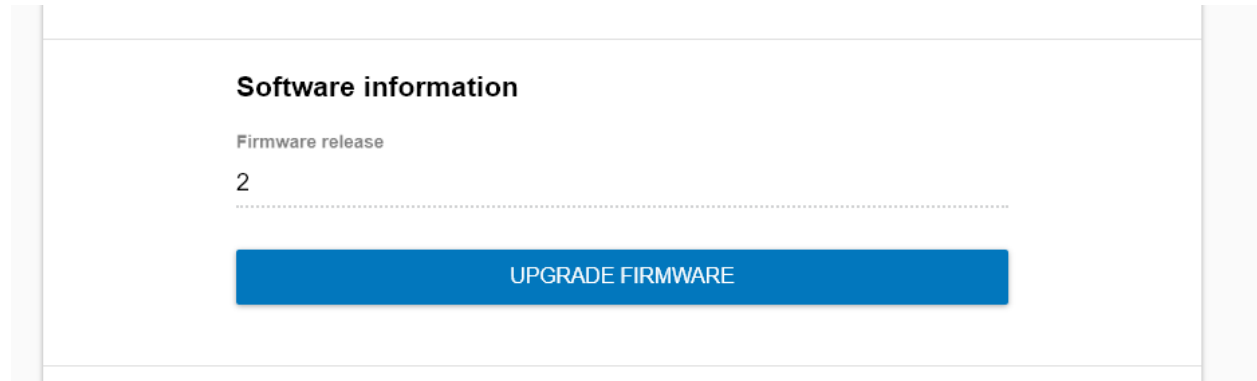 Software information
Firmware release
2
UPGRADE FIRMWARE